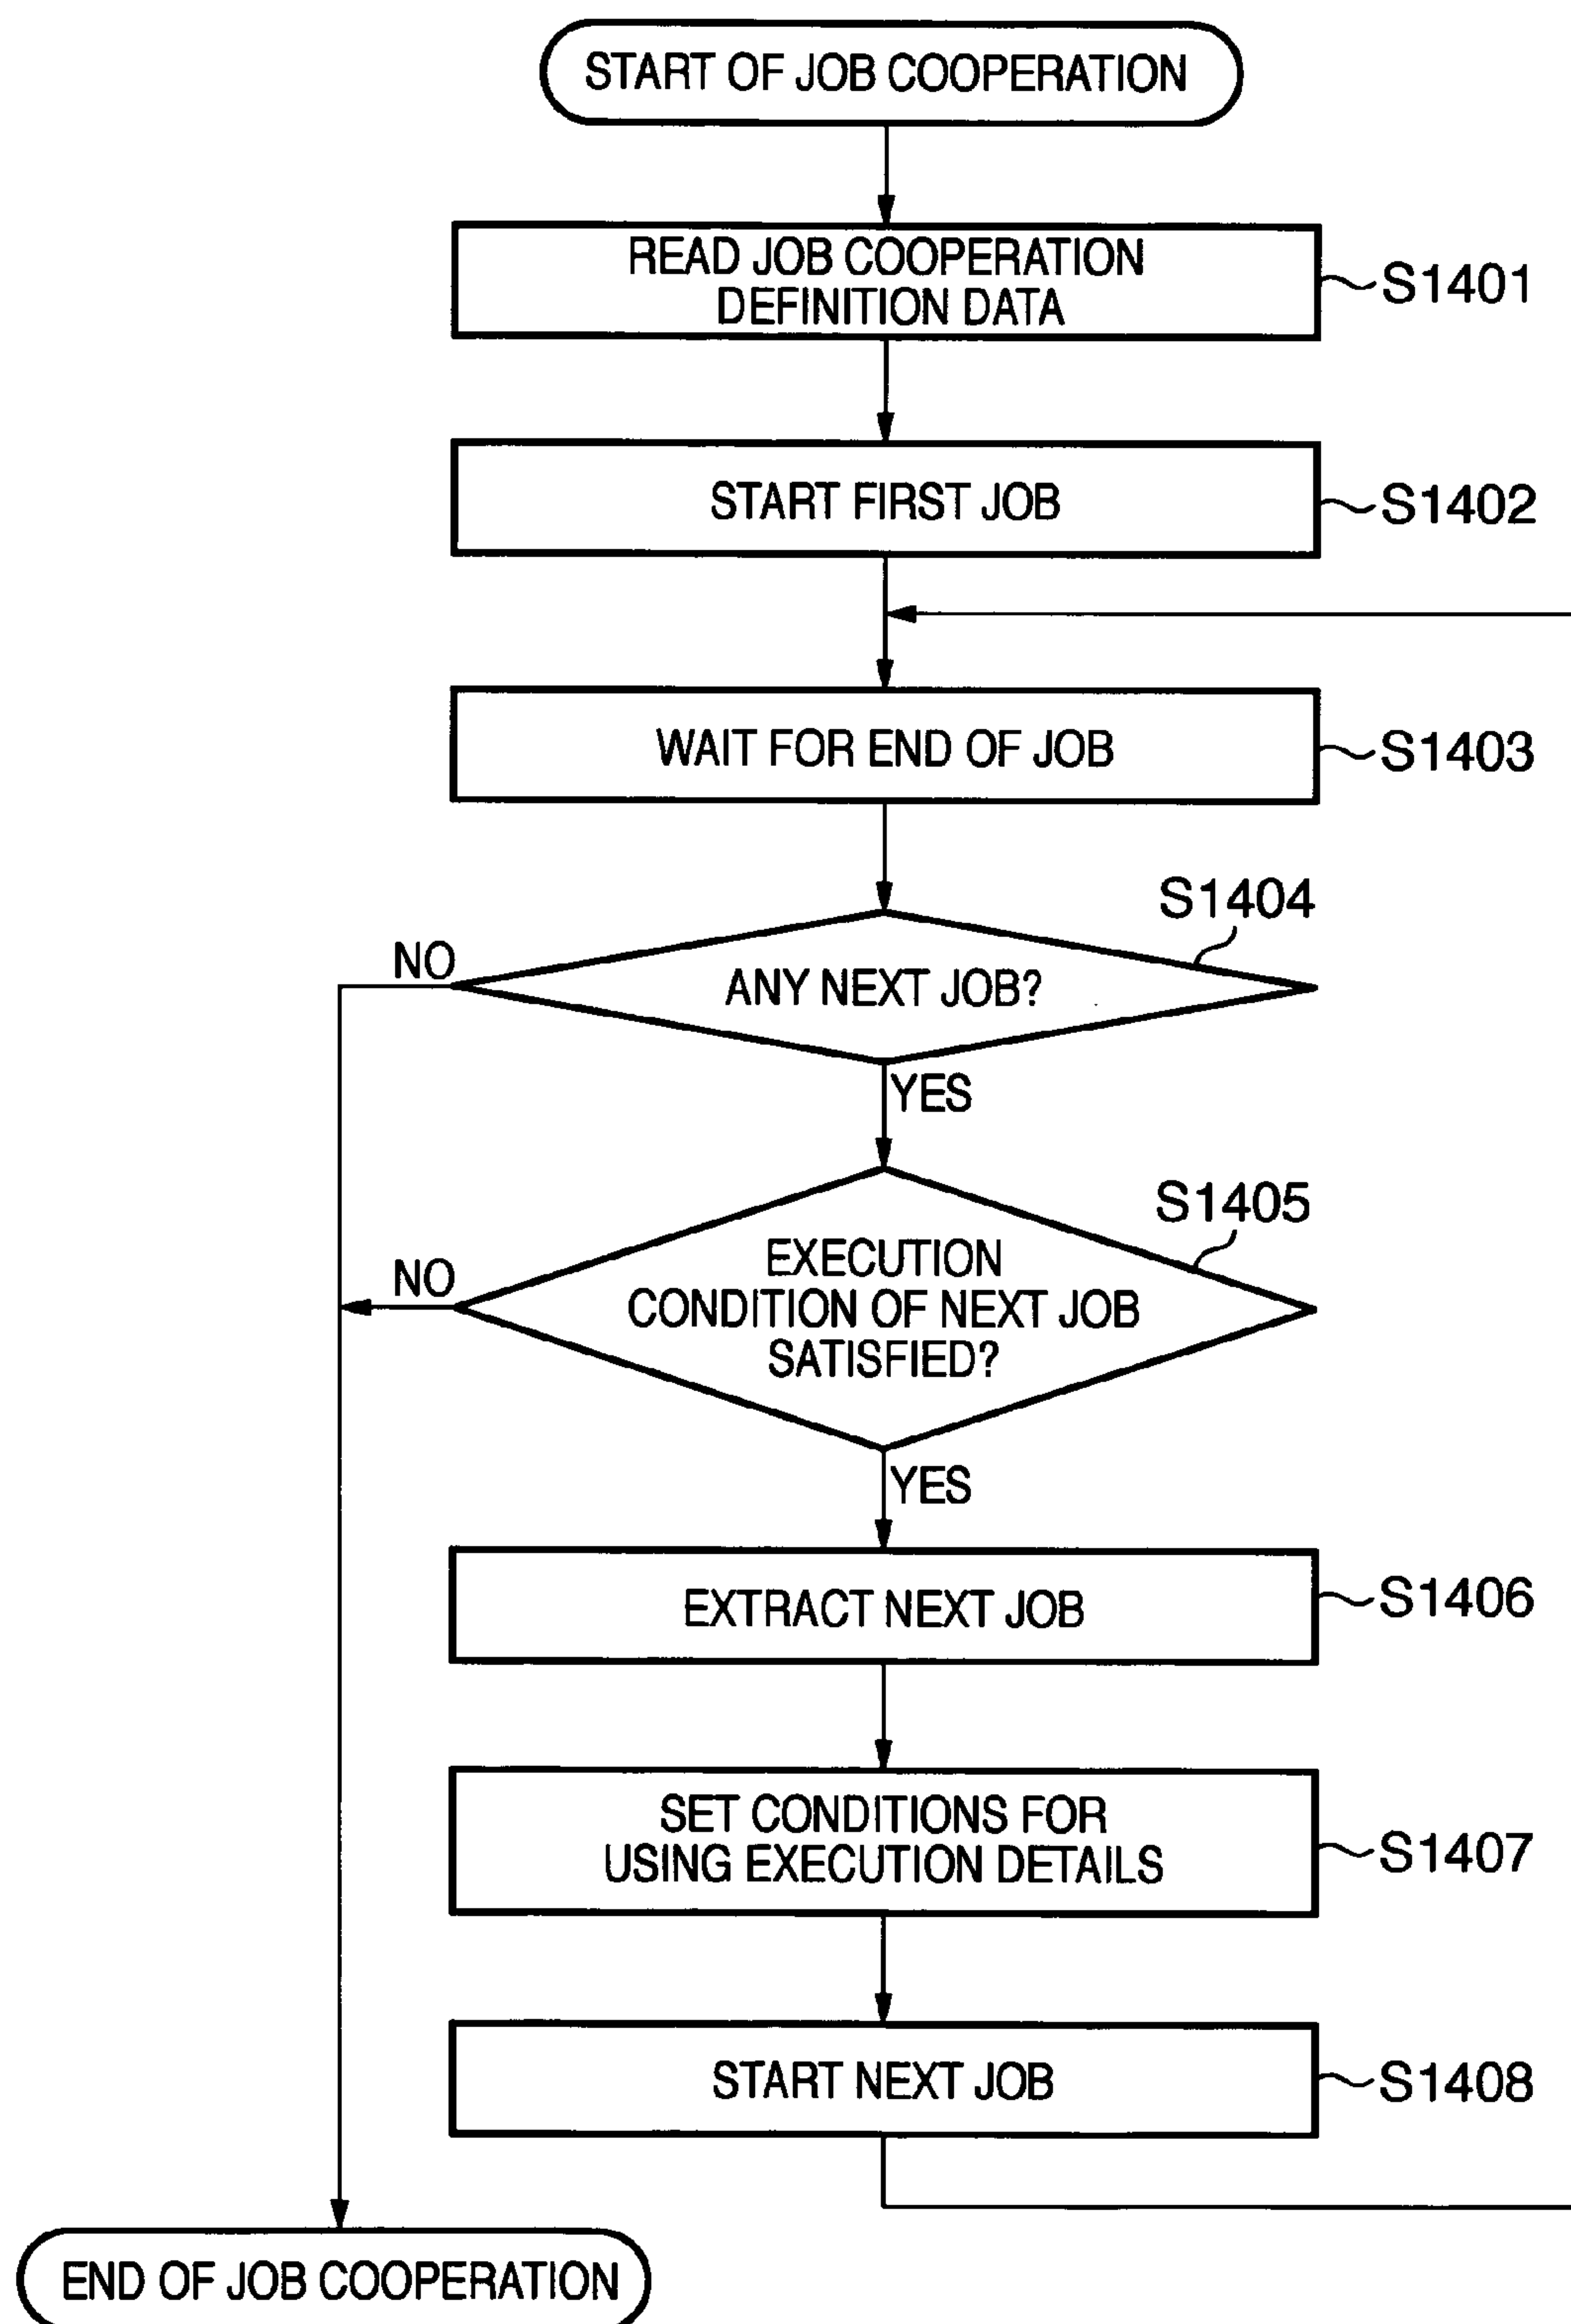 START OF JOB COOPERATION
READ JOB COOPERATION
DEFINITION DATA
S1401
START FIRST JOB
S1402
WAIT FOR END OF JOB
S1403
S1404
NO
ANY NEXT JOB?
YES
S1405
NO
EXECUTION
CONDITION OF NEXT JOB
SATISFIED?
YES
EXTRACT NEXT JOB
S1406
SET CONDITIONS FOR
USING EXECUTION DETAILS
S1407
START NEXT JOB
S1408
END OF JOB COOPERATION